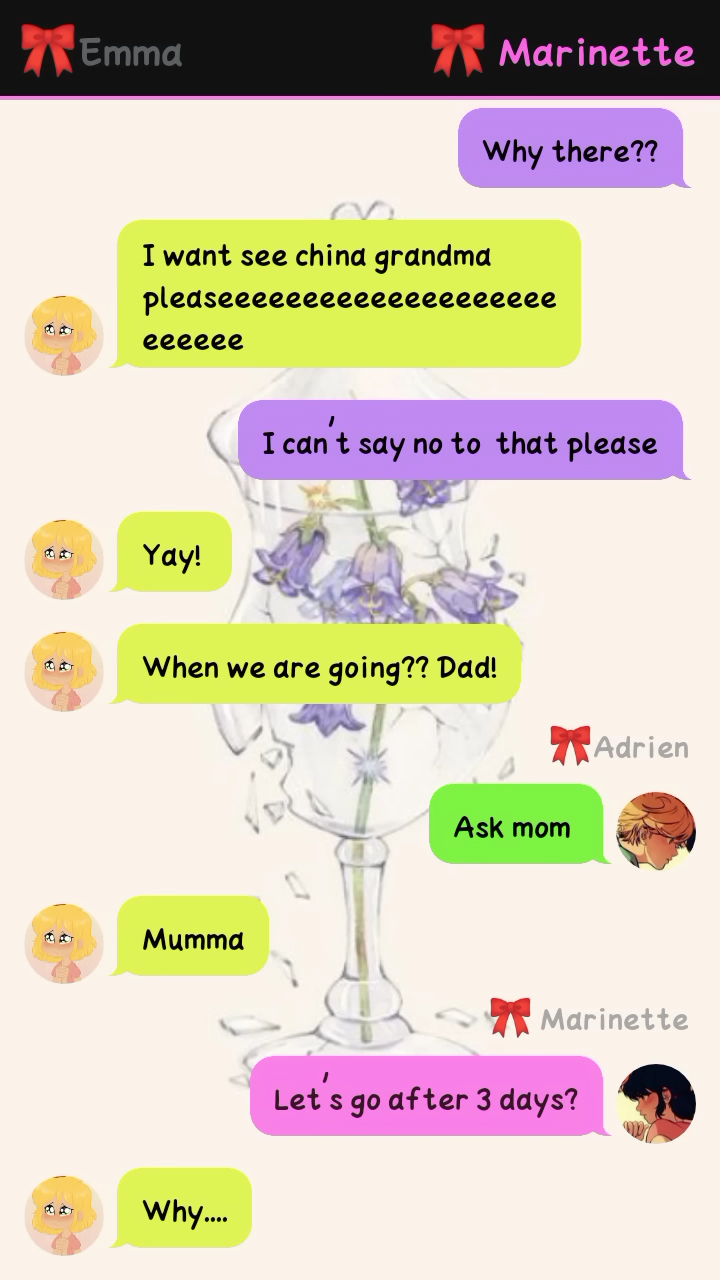 🎀Emma 🎀 Marinette
Why there??
I want see china grandma
pleaseeeeeeeeeeeeeeeeeeeee
eeeeee
I can't say no to  that please
Yay!
When we are going?? Dad!
🎀Adrien
Ask mom
Mumma
🎀 Marinette
Let's go after 3 days?
Why....